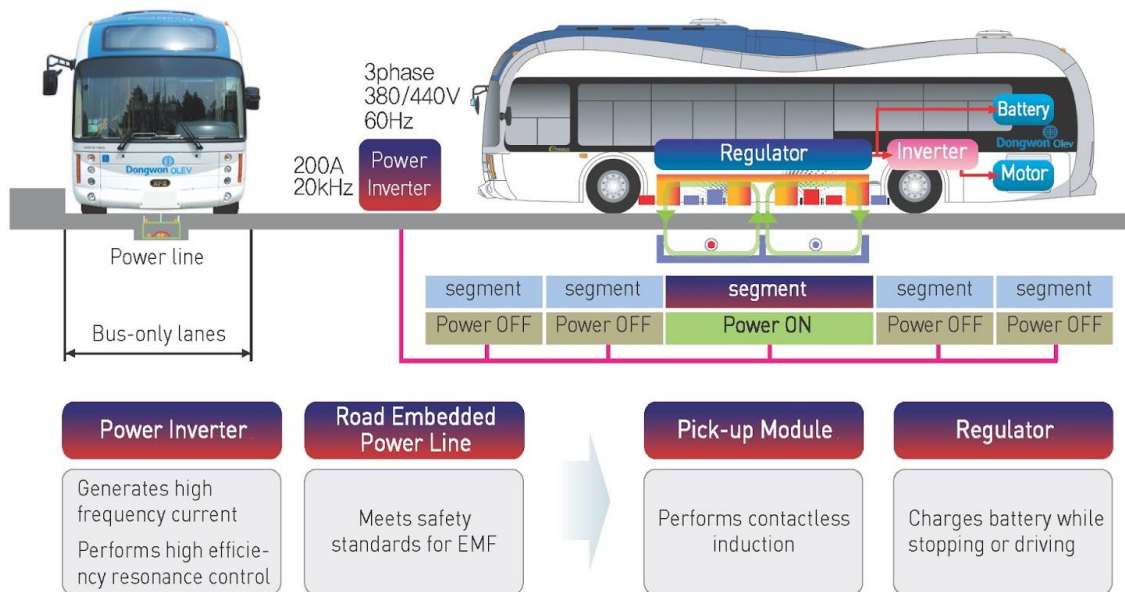 Dongwon OLEV
3phase
380/440V
60Hz
200A
20kHz
Power
Inverter
Regulator
Battery
Dongwon Olev
Inverter
Motor
Power line
Bus-only lanes
segment
segment
segment
segment
segment
Power OFF
Power OFF
Power ON
Power OFF
Power OFF
Power Inverter
Generates high
frequency current
Performs high efficie-
ncy resonance control
Road Embedded
Power Line
Meets safety
standards for EMF
Pick-up Module
Performs contactless
induction
Regulator
Charges battery while
stopping or driving